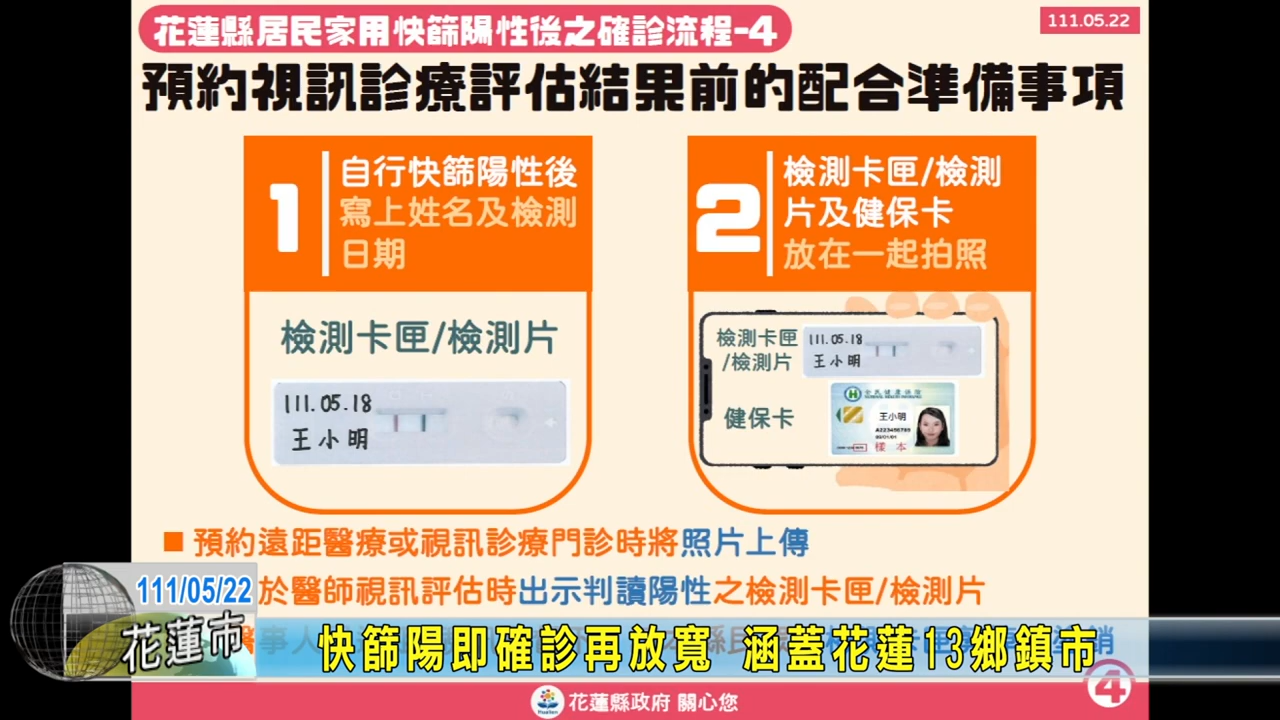 花蓮縣居民家用快篩陽性後之確診流程-4
111.05.22
預約視訊診療評估結果前的配合準備事項
1
自行快篩陽性後
寫上姓名及檢測
日期
檢測卡匣/檢測片
111.05.18
王小明
2
檢測卡匣/檢測
片及健保卡
放在一起拍照
檢測卡匣
/檢測片
111.05.18
王小明
健保卡
全民健康保險
王小明
樣本
■ 預約遠距醫療或視訊診療門診時將照片上傳
於醫師視訊評估時出示判讀陽性之檢測卡匣/檢測片
111/05/22
花蓮市
快篩陽即確診再放寬 涵蓋花蓮13鄉鎮市
花蓮縣政府 關心您
4